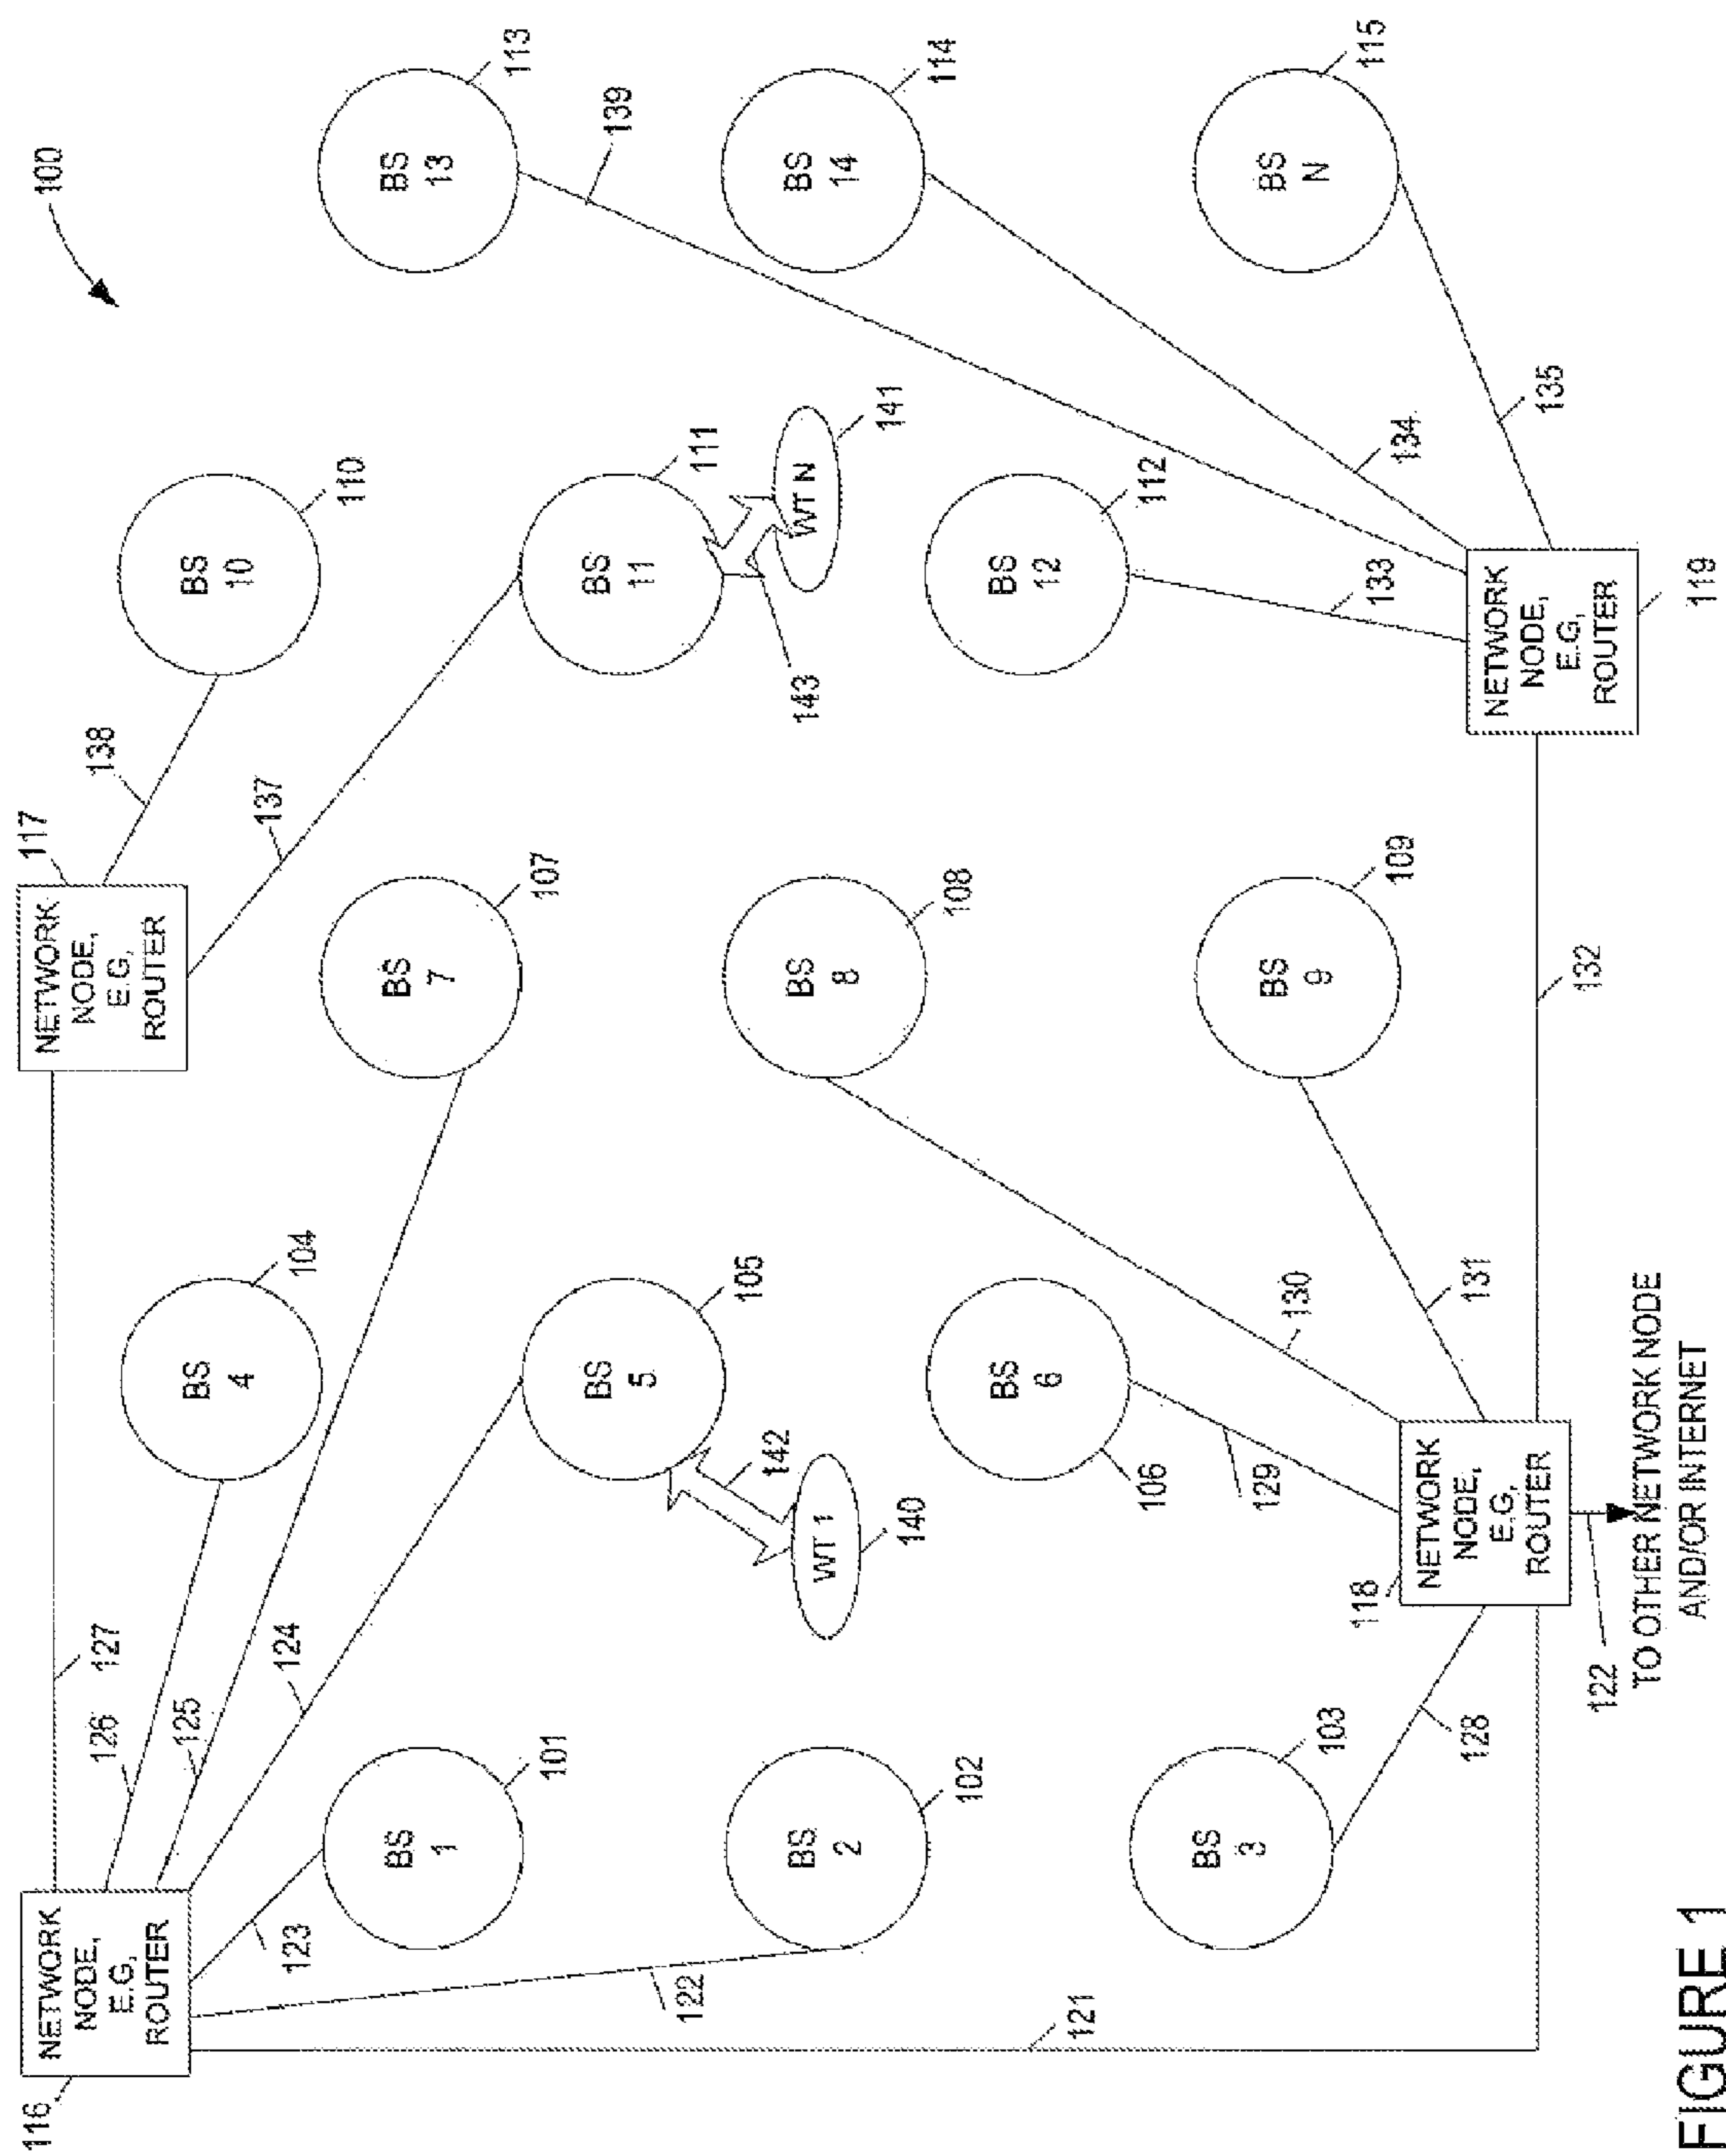 116
NETWORK
NODE,
E.G,
ROUTER
127
117
NETWORK
NODE,
E.G,
ROUTER
100
126
125
124
123
122
121
138
137
BS
4
104
BS
10
110
BS
1
101
BS
7
107
BS
13
113
139
BS
5
105
BS
11
111
142
WT 1
140
143
WT N
141
BS
2
102
BS
8
108
BS
14
114
BS
6
106
129
BS
12
112
133
BS
3
103
128
130
BS
9
109
131
134
BS
N
115
135
118
NETWORK
NODE,
E.G,
ROUTER
132
NETWORK
NODE,
E.G,
ROUTER
119
122
TO OTHER NETWORK NODE
AND/OR INTERNET
FIGURE 1